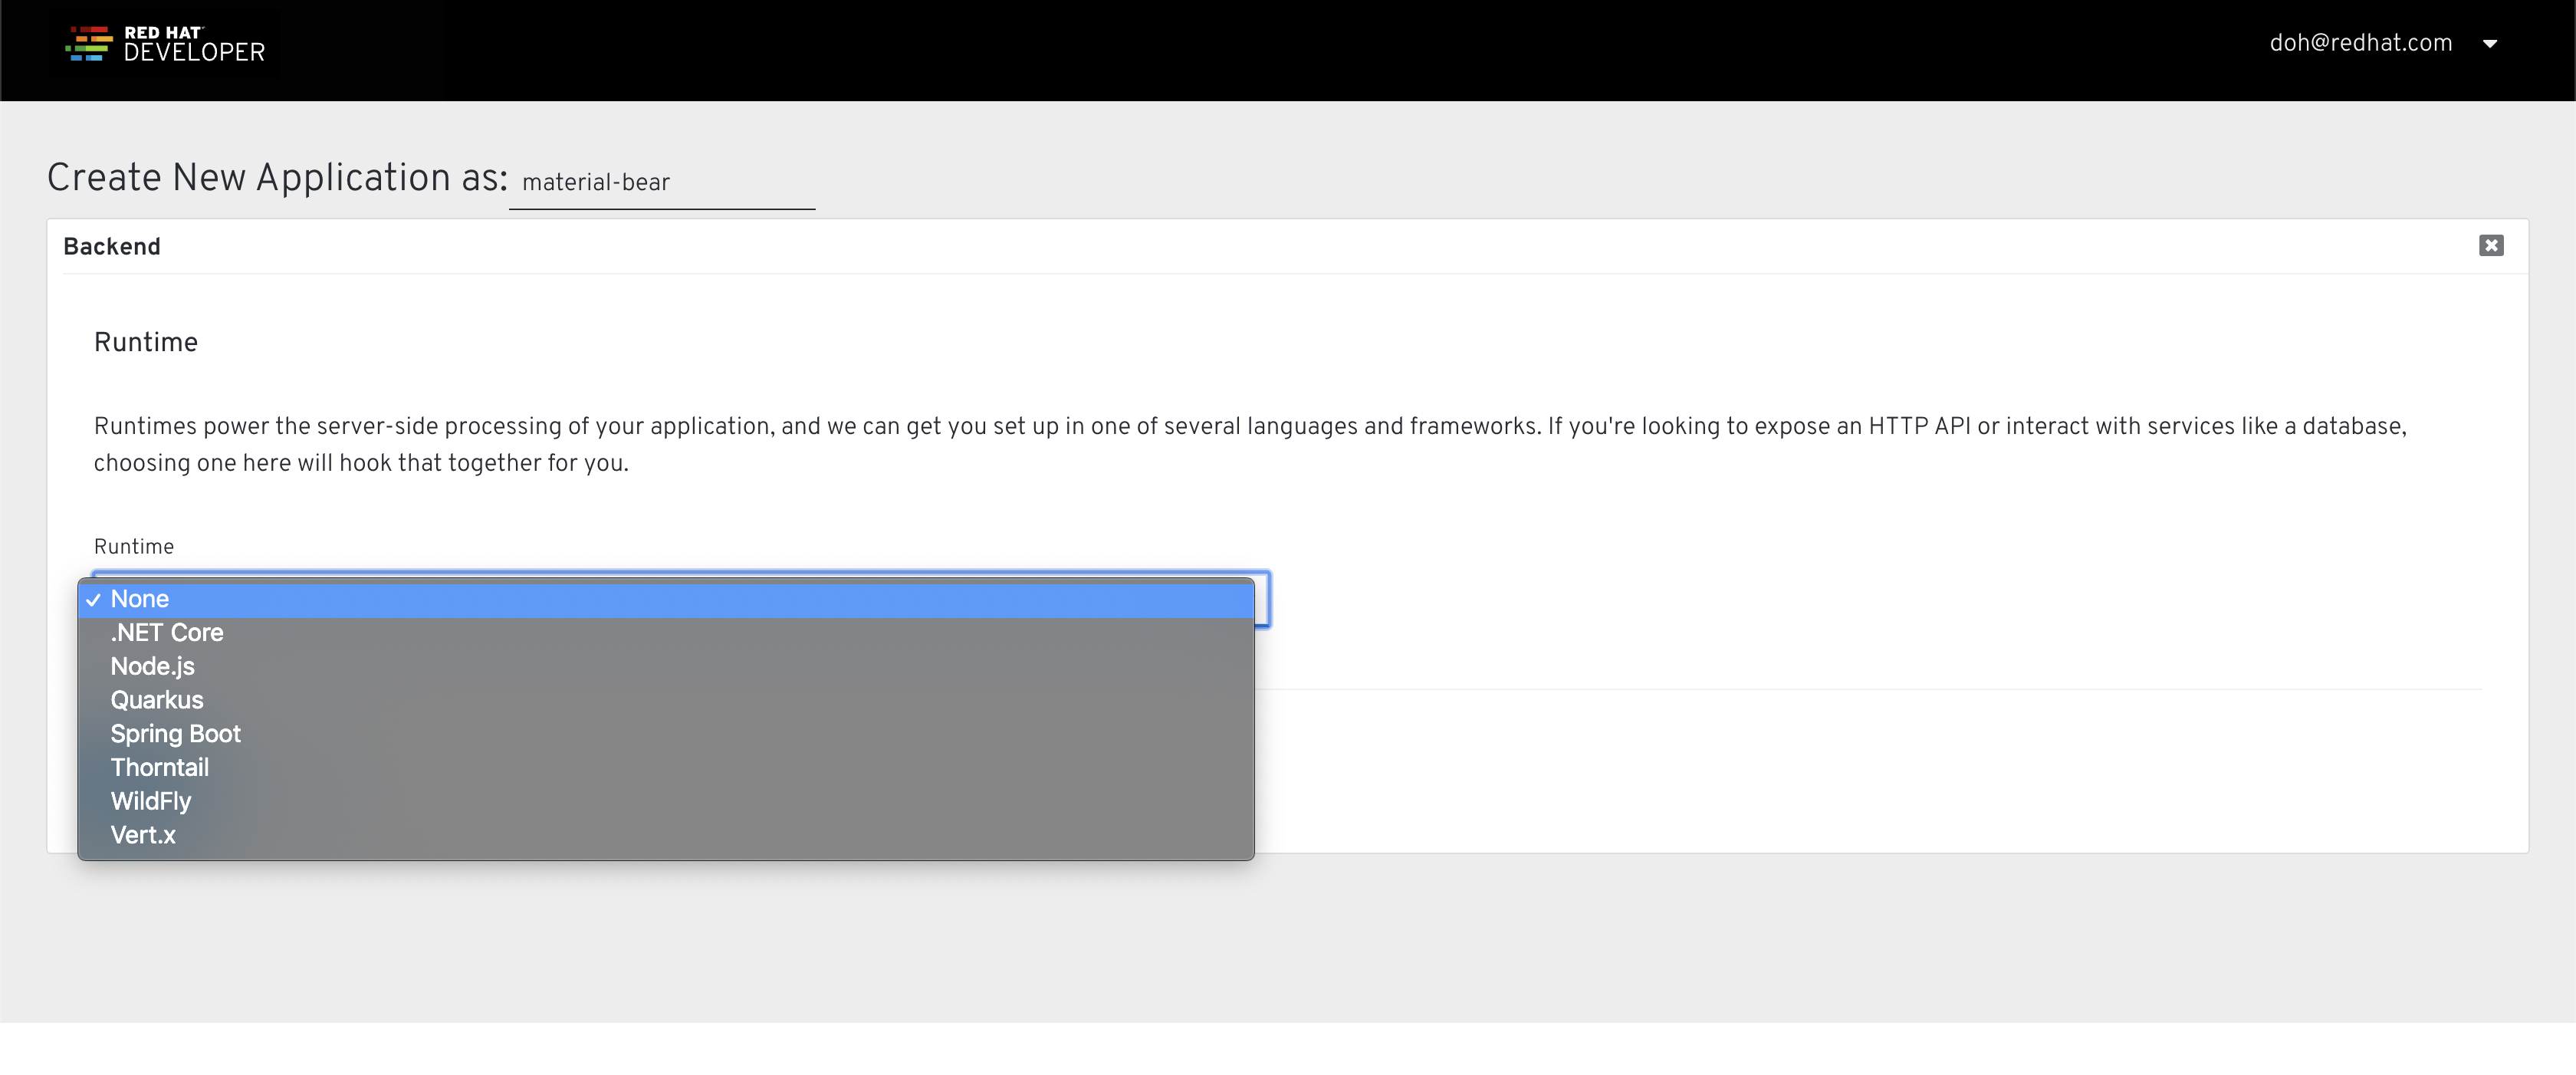 RED HAT
DEVELOPER
doh@redhat.com
Create New Application as: material-bear
Backend
Runtime
Runtimes power the server-side processing of your application, and we can get you set up in one of several languages and frameworks. If you're looking to expose an HTTP API or interact with services like a database,
choosing one here will hook that together for you.
Runtime
✓ None
.NET Core
Node.js
Quarkus
Spring Boot
Thorntail
WildFly
Vert.x